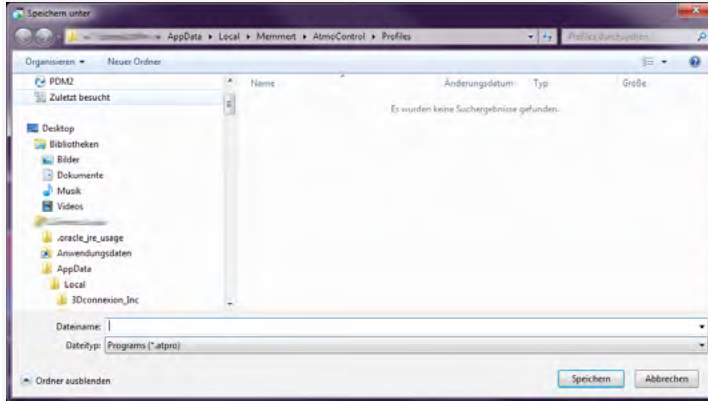 Speichern unter
AppData ▸ Local ▸ Memmert ▸ AtmoControl ▸ Profiles
Profiles durchsuchen
Organisieren
Neuer Ordner
PDM2
Zuletzt besucht
Desktop
Bibliotheken
Bilder
Dokumente
Musik
Videos
.oracle_jre_usage
Anwendungsdaten
AppData
Local
3Dconnexion_Inc
Name Änderungsdatum Typ Größe
Es wurden keine Suchergebnisse gefunden.
Dateiname:
Dateityp: Programs (*.atpro)
Ordner ausblenden
Speichern Abbrechen